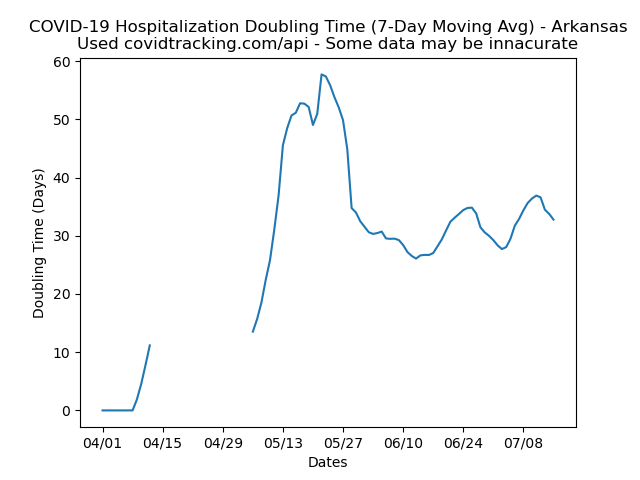 COVID-19 Hospitalization Doubling Time (7-Day Moving Avg) - Arkansas
Used covidtracking.com/api - Some data may be innacurate
60
50
40
30
20
10
0
Doubling Time (Days)
04/01 04/15 04/29 05/13 05/27 06/10 06/24 07/08
Dates